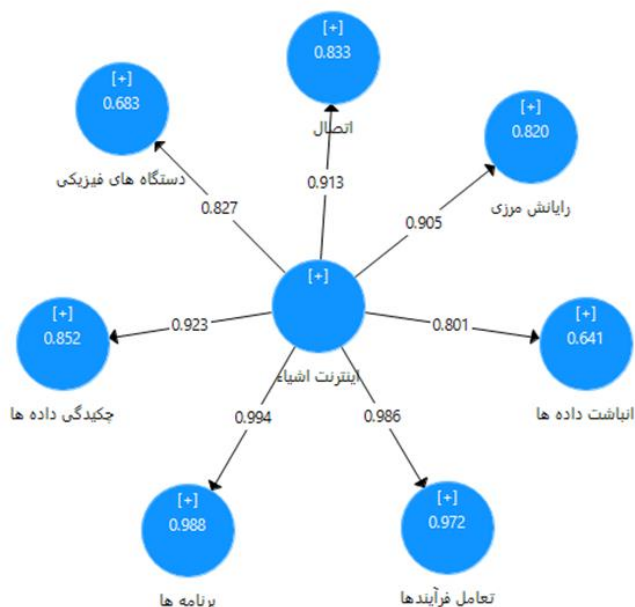 [+]
0.833
اتصال
[+]
0.683
دستگاه های فیزیکی
[+]
0.820
رایانش مرزی
0.913
0.827
0.905
[+]
اینترنت اشیاء
[+]
0.852
چکیدگی داده ها
0.923
0.801
[+]
0.641
انباشت داده ها
0.994
0.986
[+]
0.988
برنامه ها
[+]
0.972
تعامل فرآیندها